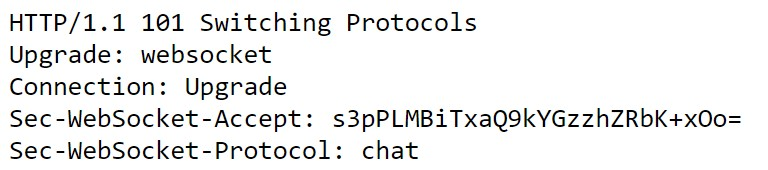 HTTP/1.1 101 Switching Protocols
Upgrade: websocket
Connection: Upgrade
Sec-WebSocket-Accept: s3pPLMBiTxaQ9kYGzzhZRbK+xOo=
Sec-WebSocket-Protocol: chat